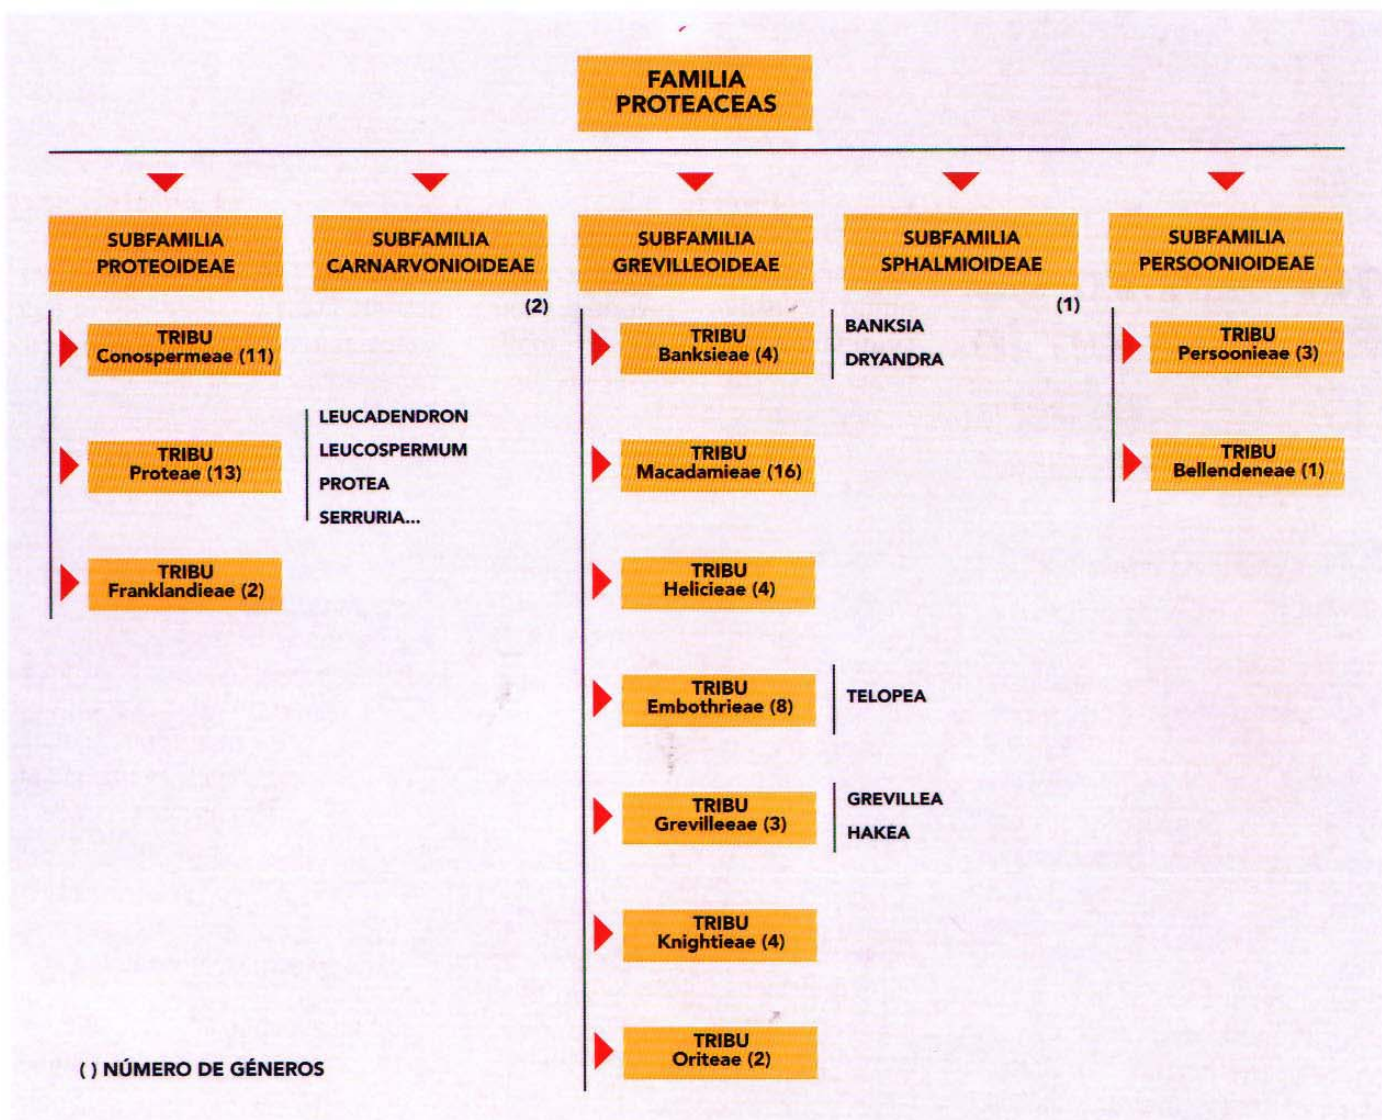 FAMILIA
PROTEACEAS
SUBFAMILIA
PROTEOIDEAE
TRIBU
Conospermeae (11)
TRIBU
Proteae (13)
LEUCADENDRON
LEUCOSPERMUM
PROTEA
SERRURIA...
TRIBU
Franklandieae (2)
SUBFAMILIA
CARNARVONIOIDEAE
(2)
SUBFAMILIA
GREVILLEOIDEAE
TRIBU
Banksieae (4)
BANKSIA
DRYANDRA
TRIBU
Macadamieae (16)
TRIBU
Helicieae (4)
TRIBU
Embothrieae (8)
TELOPEA
TRIBU
Grevilleeae (3)
GREVILLEA
HAKEA
TRIBU
Knightieae (4)
TRIBU
Oriteae (2)
SUBFAMILIA
SPHALMIOIDEAE
(1)
SUBFAMILIA
PERSOONIOIDEAE
TRIBU
Persoonieae (3)
TRIBU
Bellendeneae (1)
( ) NÚMERO DE GÉNEROS